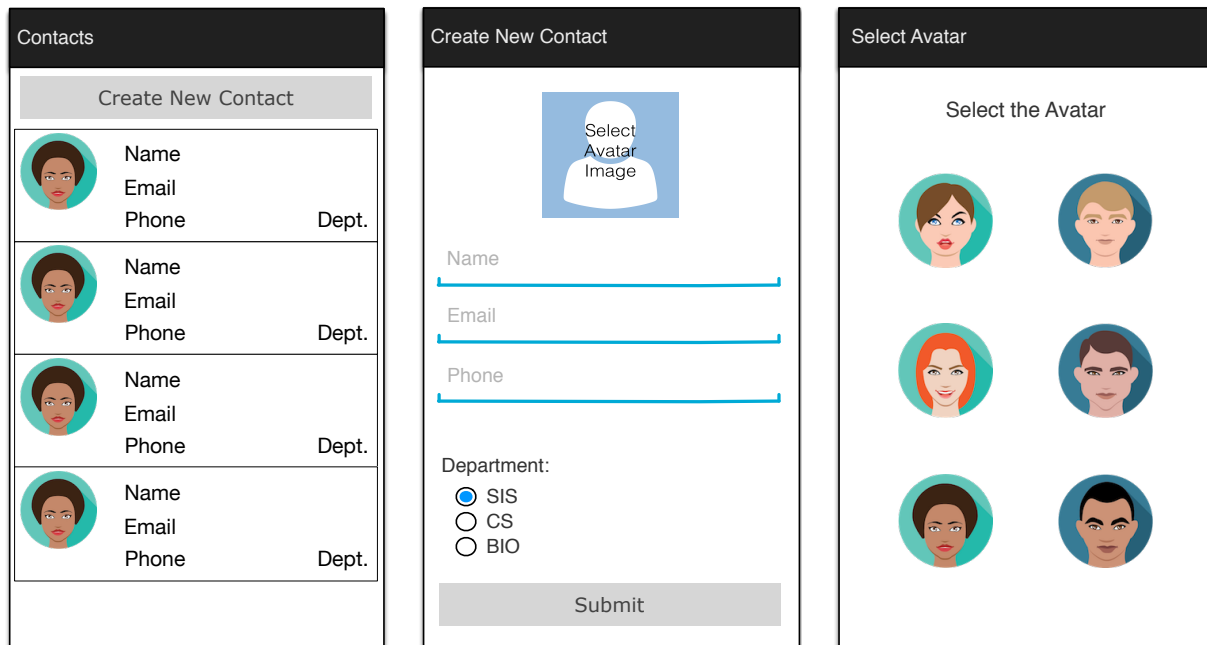 Contacts
Create New Contact
Name
Email
Phone Dept.
Name
Email
Phone Dept.
Name
Email
Phone Dept.
Name
Email
Phone Dept.
Create New Contact
Select
Avatar
Image
Name
Email
Phone
Department:
SIS
CS
BIO
Submit
Select Avatar
Select the Avatar